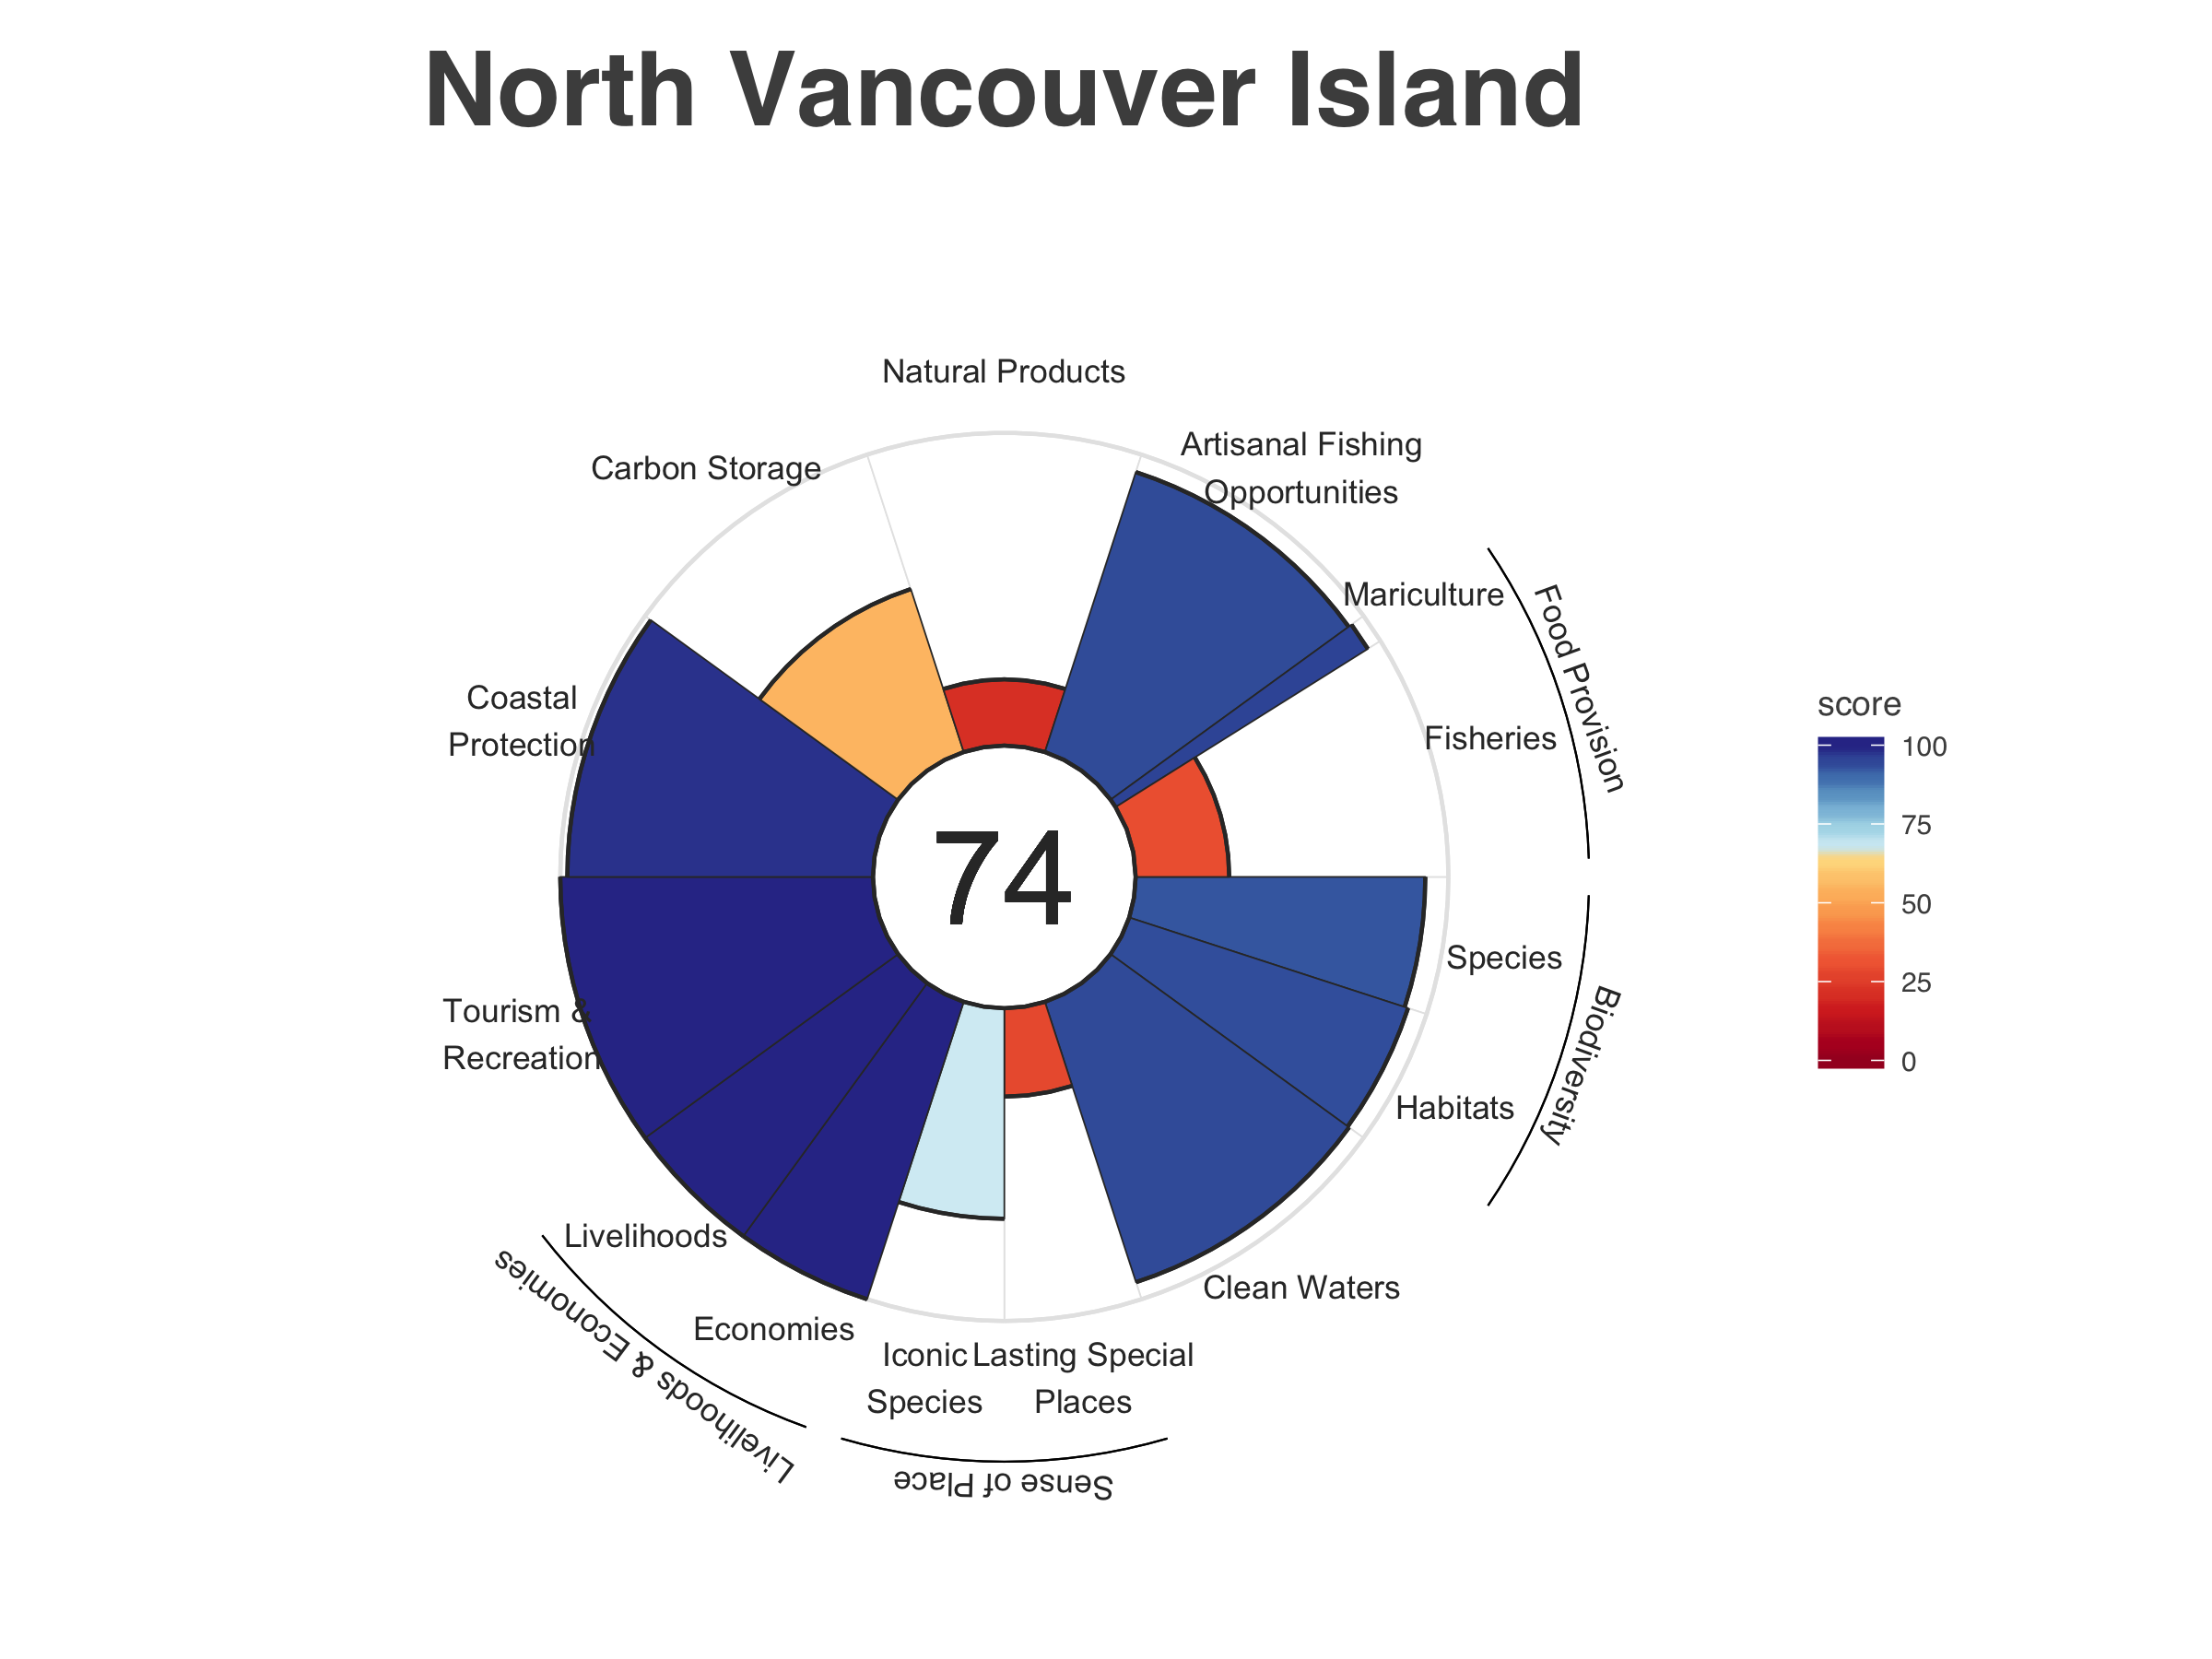 North Vancouver Island
Natural Products
Artisanal Fishing
Opportunities
Carbon Storage
Mariculture
Food Provision
Fisheries
Coastal
Protection
score
100
75
50
25
0
74
Species
Biodiversity
Habitats
Tourism &
Recreation
Livelihoods
Clean Waters
Economies
Livelihoods & Economies
Iconic
Species
Lasting Special
Places
Sense of Place